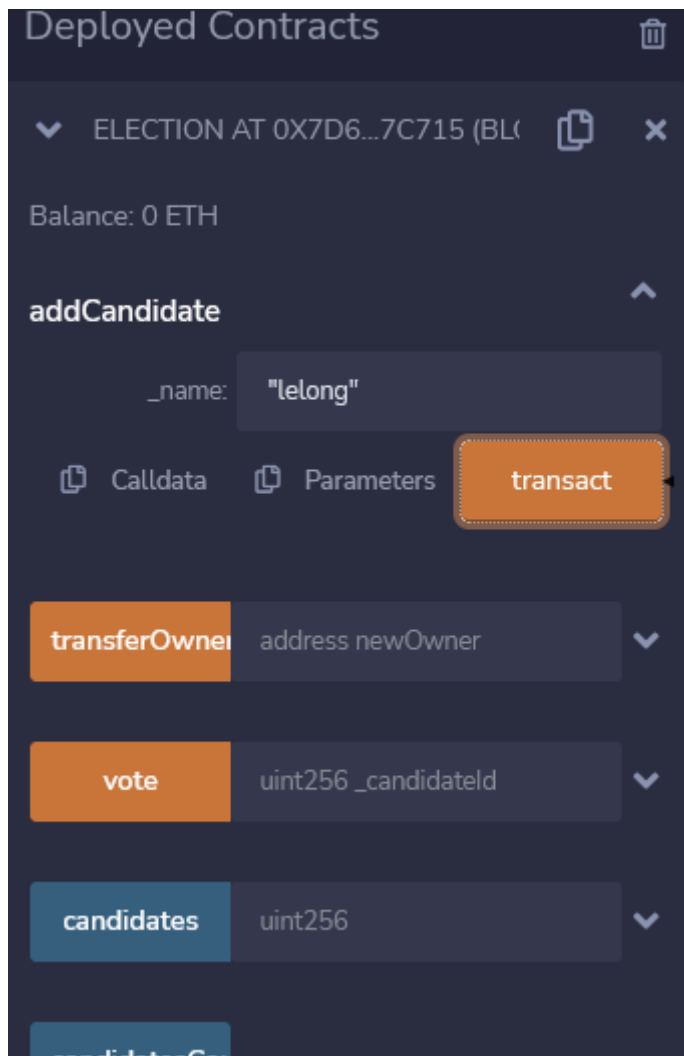 Deployed Contracts
ELECTION AT 0X7D6...7C715 (BLO
Balance: 0 ETH
addCandidate
_name: "lelong"
Calldata Parameters transact
transferOwner address newOwner
vote uint256 _candidateId
candidates uint256